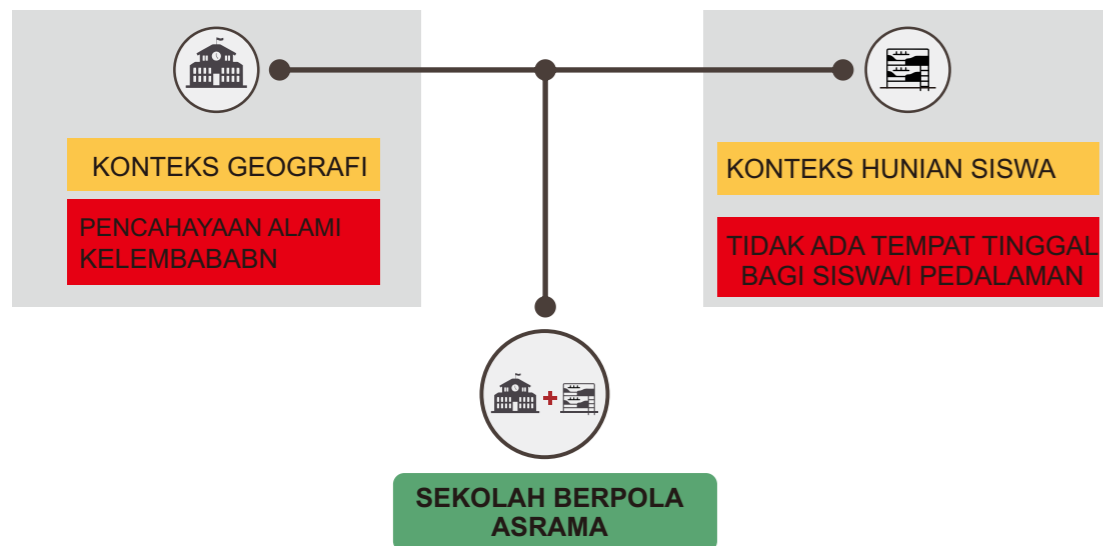 KONTEKS GEOGRAFI
PENCAHAYAAN ALAMI
KELEMBABABN
KONTEKS HUNIAN SISWA
TIDAK ADA TEMPAT TINGGAL
BAGI SISWA/I PEDALAMAN
SEKOLAH BERPOLA
ASRAMA